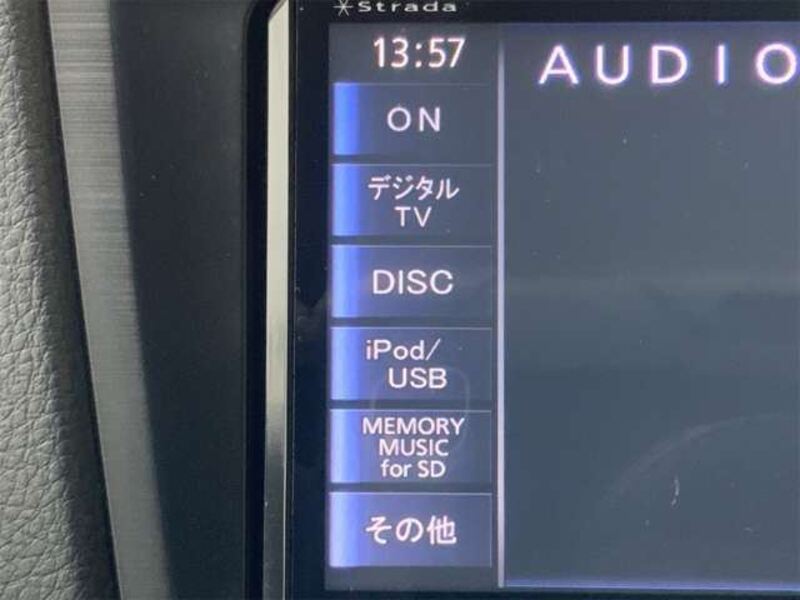 Strada
13:57
AUDIO
ON
デジタル
TV
DISC
iPod/
USB
MEMORY
MUSIC
for SD
その他